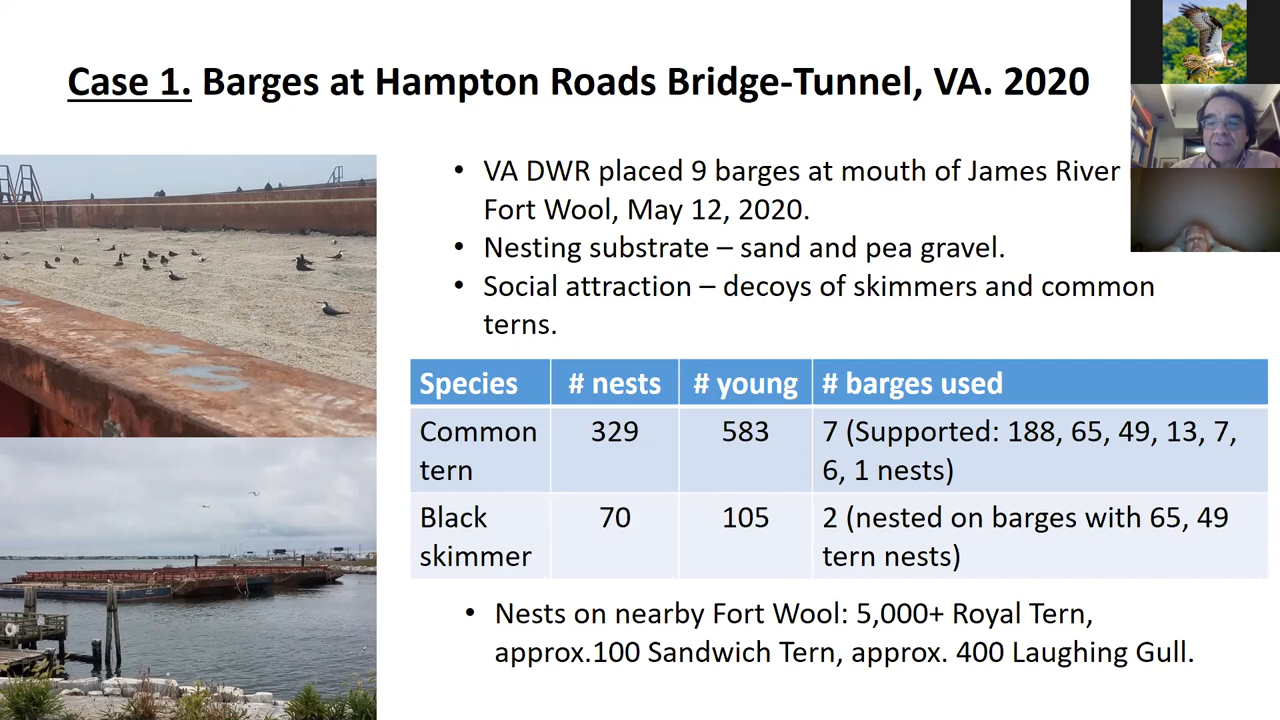 Case 1. Barges at Hampton Roads Bridge-Tunnel, VA. 2020
• VA DWR placed 9 barges at mouth of James River
Fort Wool, May 12, 2020.
• Nesting substrate – sand and pea gravel.
• Social attraction – decoys of skimmers and common
terns.
Species # nests # young # barges used
Common tern 329 583 7 (Supported: 188, 65, 49, 13, 7, 6, 1 nests)
Black skimmer 70 105 2 (nested on barges with 65, 49 tern nests)
• Nests on nearby Fort Wool: 5,000+ Royal Tern,
approx.100 Sandwich Tern, approx. 400 Laughing Gull.